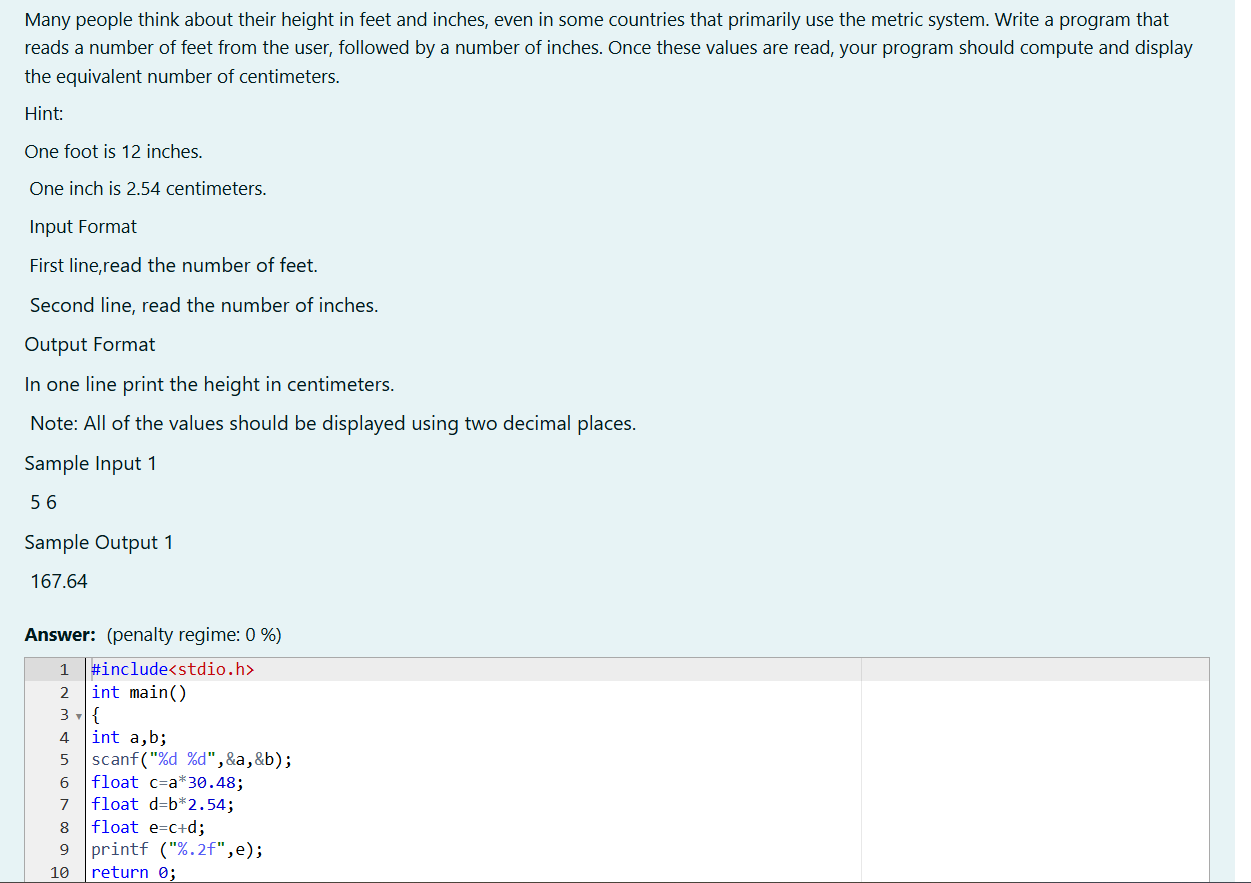 Many people think about their height in feet and inches, even in some countries that primarily use the metric system. Write a program that
reads a number of feet from the user, followed by a number of inches. Once these values are read, your program should compute and display
the equivalent number of centimeters.
Hint:
One foot is 12 inches.
One inch is 2.54 centimeters.
Input Format
First line,read the number of feet.
Second line, read the number of inches.
Output Format
In one line print the height in centimeters.
Note: All of the values should be displayed using two decimal places.
Sample Input 1
5 6
Sample Output 1
167.64
Answer: (penalty regime: 0 %)
1 #include<stdio.h>
2 int main()
3 {
4 int a,b;
5 scanf("%d %d",&a,&b);
6 float c=a*30.48;
7 float d=b*2.54;
8 float e=c+d;
9 printf ("%.2f",e);
10 return 0;